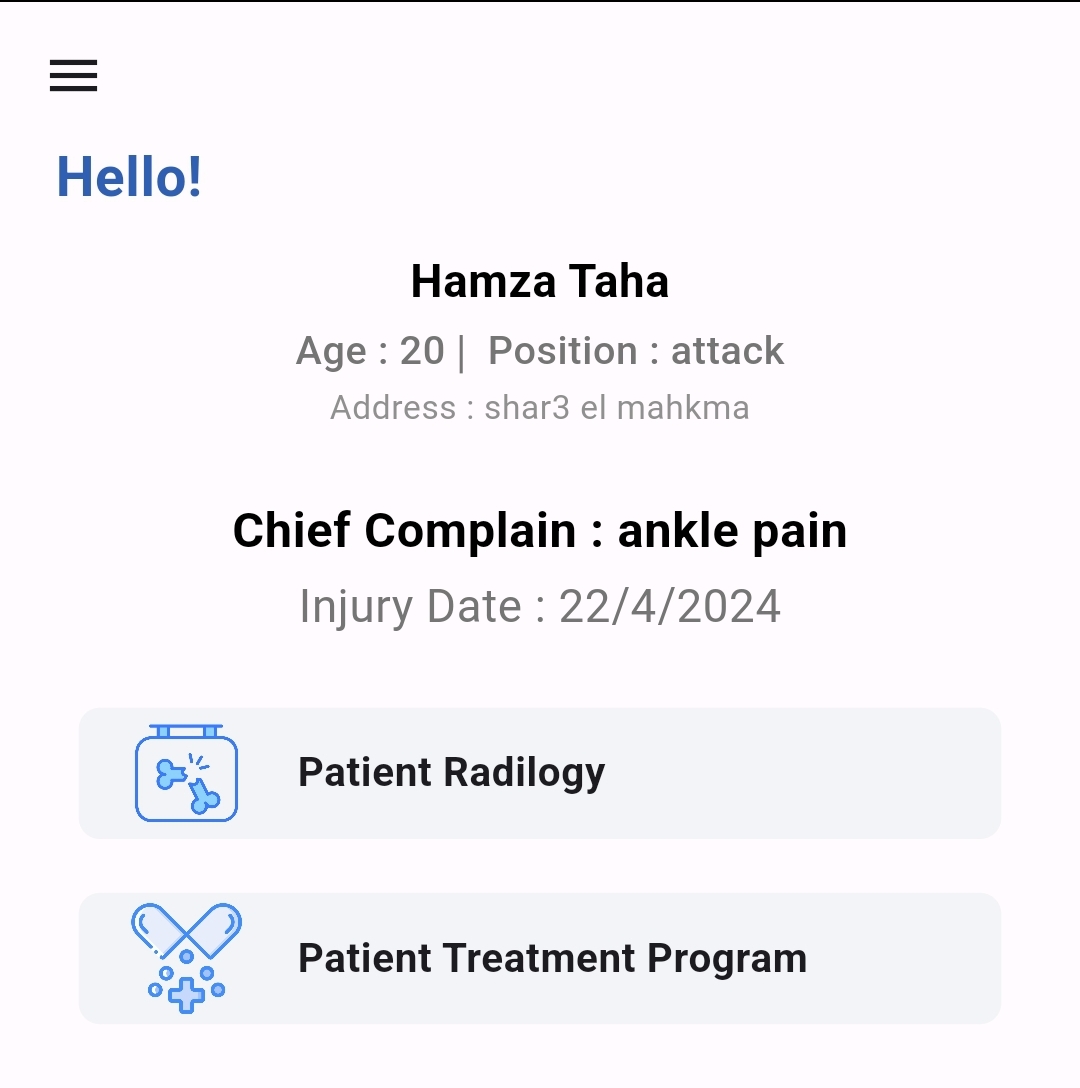 Hello!
Hamza Taha
Age : 20 | Position : attack
Address : shar3 el mahkma
Chief Complain : ankle pain
Injury Date : 22/4/2024
Patient Radilogy
Patient Treatment Program